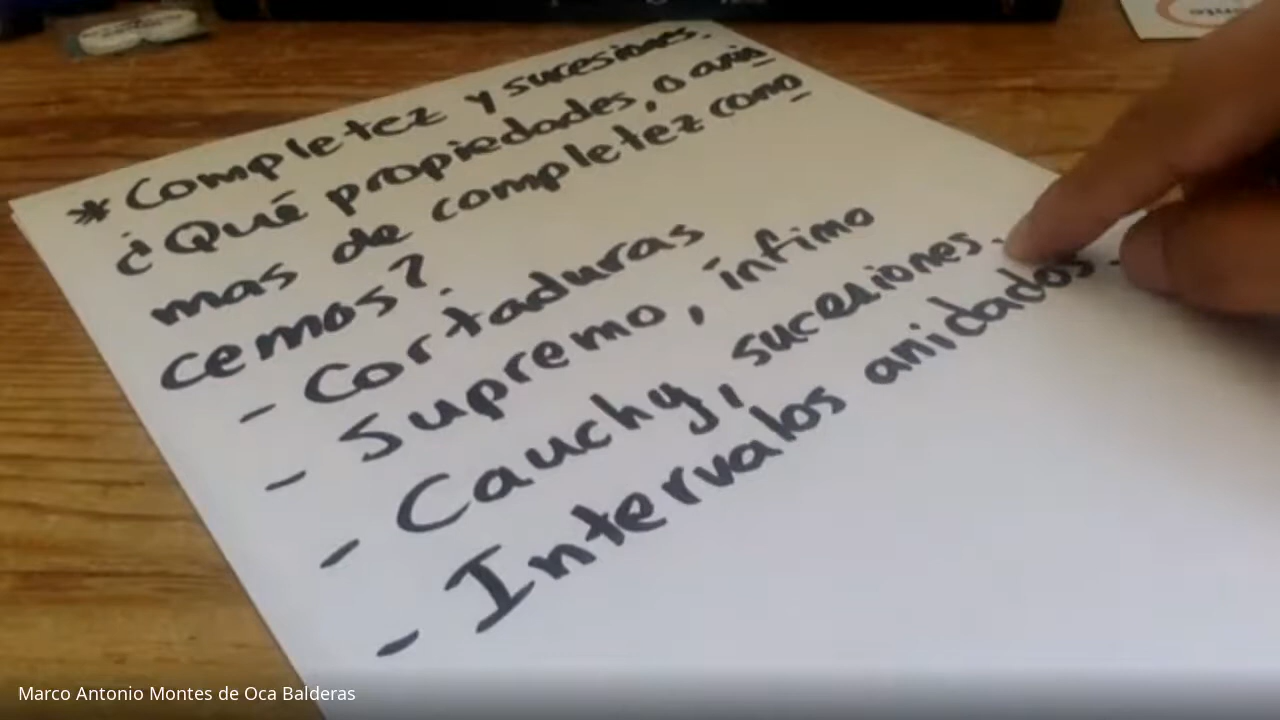 * Completez y sucesiones.
¿Qué propiedades, o axio
mas de completez cono
cemos?
- Cortaduras
- Supremo, ínfimo
- Cauchy, sucesiones.
- Intervalos anidados.
Marco Antonio Montes de Oca Balderas